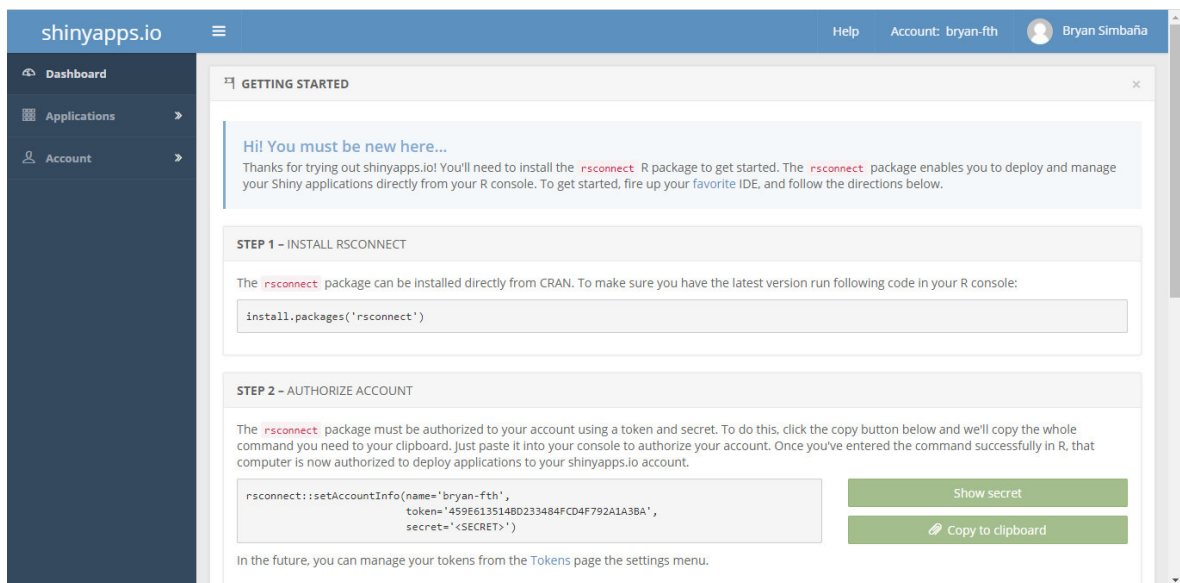 shinyapps.io
Help Account: bryan-fth Bryan Simbaña
Dashboard
Applications
Account
GETTING STARTED
Hi! You must be new here...
Thanks for trying out shinyapps.io! You'll need to install the rsconnect R package to get started. The rsconnect package enables you to deploy and manage
your Shiny applications directly from your R console. To get started, fire up your favorite IDE, and follow the directions below.
STEP 1 – INSTALL RSCONNECT
The rsconnect package can be installed directly from CRAN. To make sure you have the latest version run following code in your R console:
install.packages('rsconnect')
STEP 2 – AUTHORIZE ACCOUNT
The rsconnect package must be authorized to your account using a token and secret. To do this, click the copy button below and we'll copy the whole
command you need to your clipboard. Just paste it into your console to authorize your account. Once you've entered the command successfully in R, that
computer is now authorized to deploy applications to your shinyapps.io account.
rsconnect::setAccountInfo(name='bryan-fth',
token='459E613514BD233484FCD4F792A1A3BA',
secret='<SECRET>')
Show secret
Copy to clipboard
In the future, you can manage your tokens from the Tokens page the settings menu.